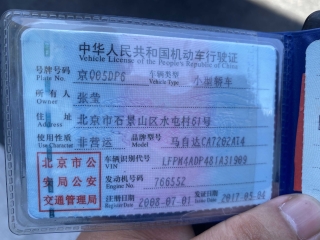 中华人民共和国机动车行驶证
Vehicle License of the People's Republic of China
号牌号码 Plate No. 京Q65DP6 车辆类型 Vehicle Type 小型轿车
所有人 Owner 张莹
住址 Address 北京市石景山区水屯村61号
使用性质 Use Character 非营运 品牌型号 Model 马自达CA7202AT4
北京市公安局公安交通管理局
车辆识别代号 VIN LFPM4ADP481A31909
发动机号码 Engine No. 766552
注册日期 Register Date 2008-07-01 发证日期 Issue Date 2017-05-04